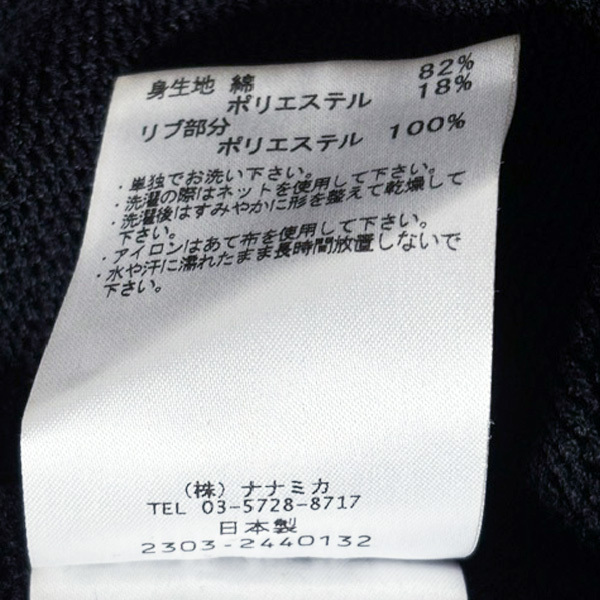 身生地 綿 82%
ポリエステル 18%
リブ部分
ポリエステル 100%
・単独でお洗い下さい。
・洗濯の際はネットを使用して下さい。
・洗濯後はすみやかに形を整えて乾燥して
下さい。
・アイロンはあて布を使用して下さい。
・水や汗に濡れたまま長時間放置しないで
下さい。
(株) ナナミカ
TEL 03-5728-8717
日本製
2303-2440132